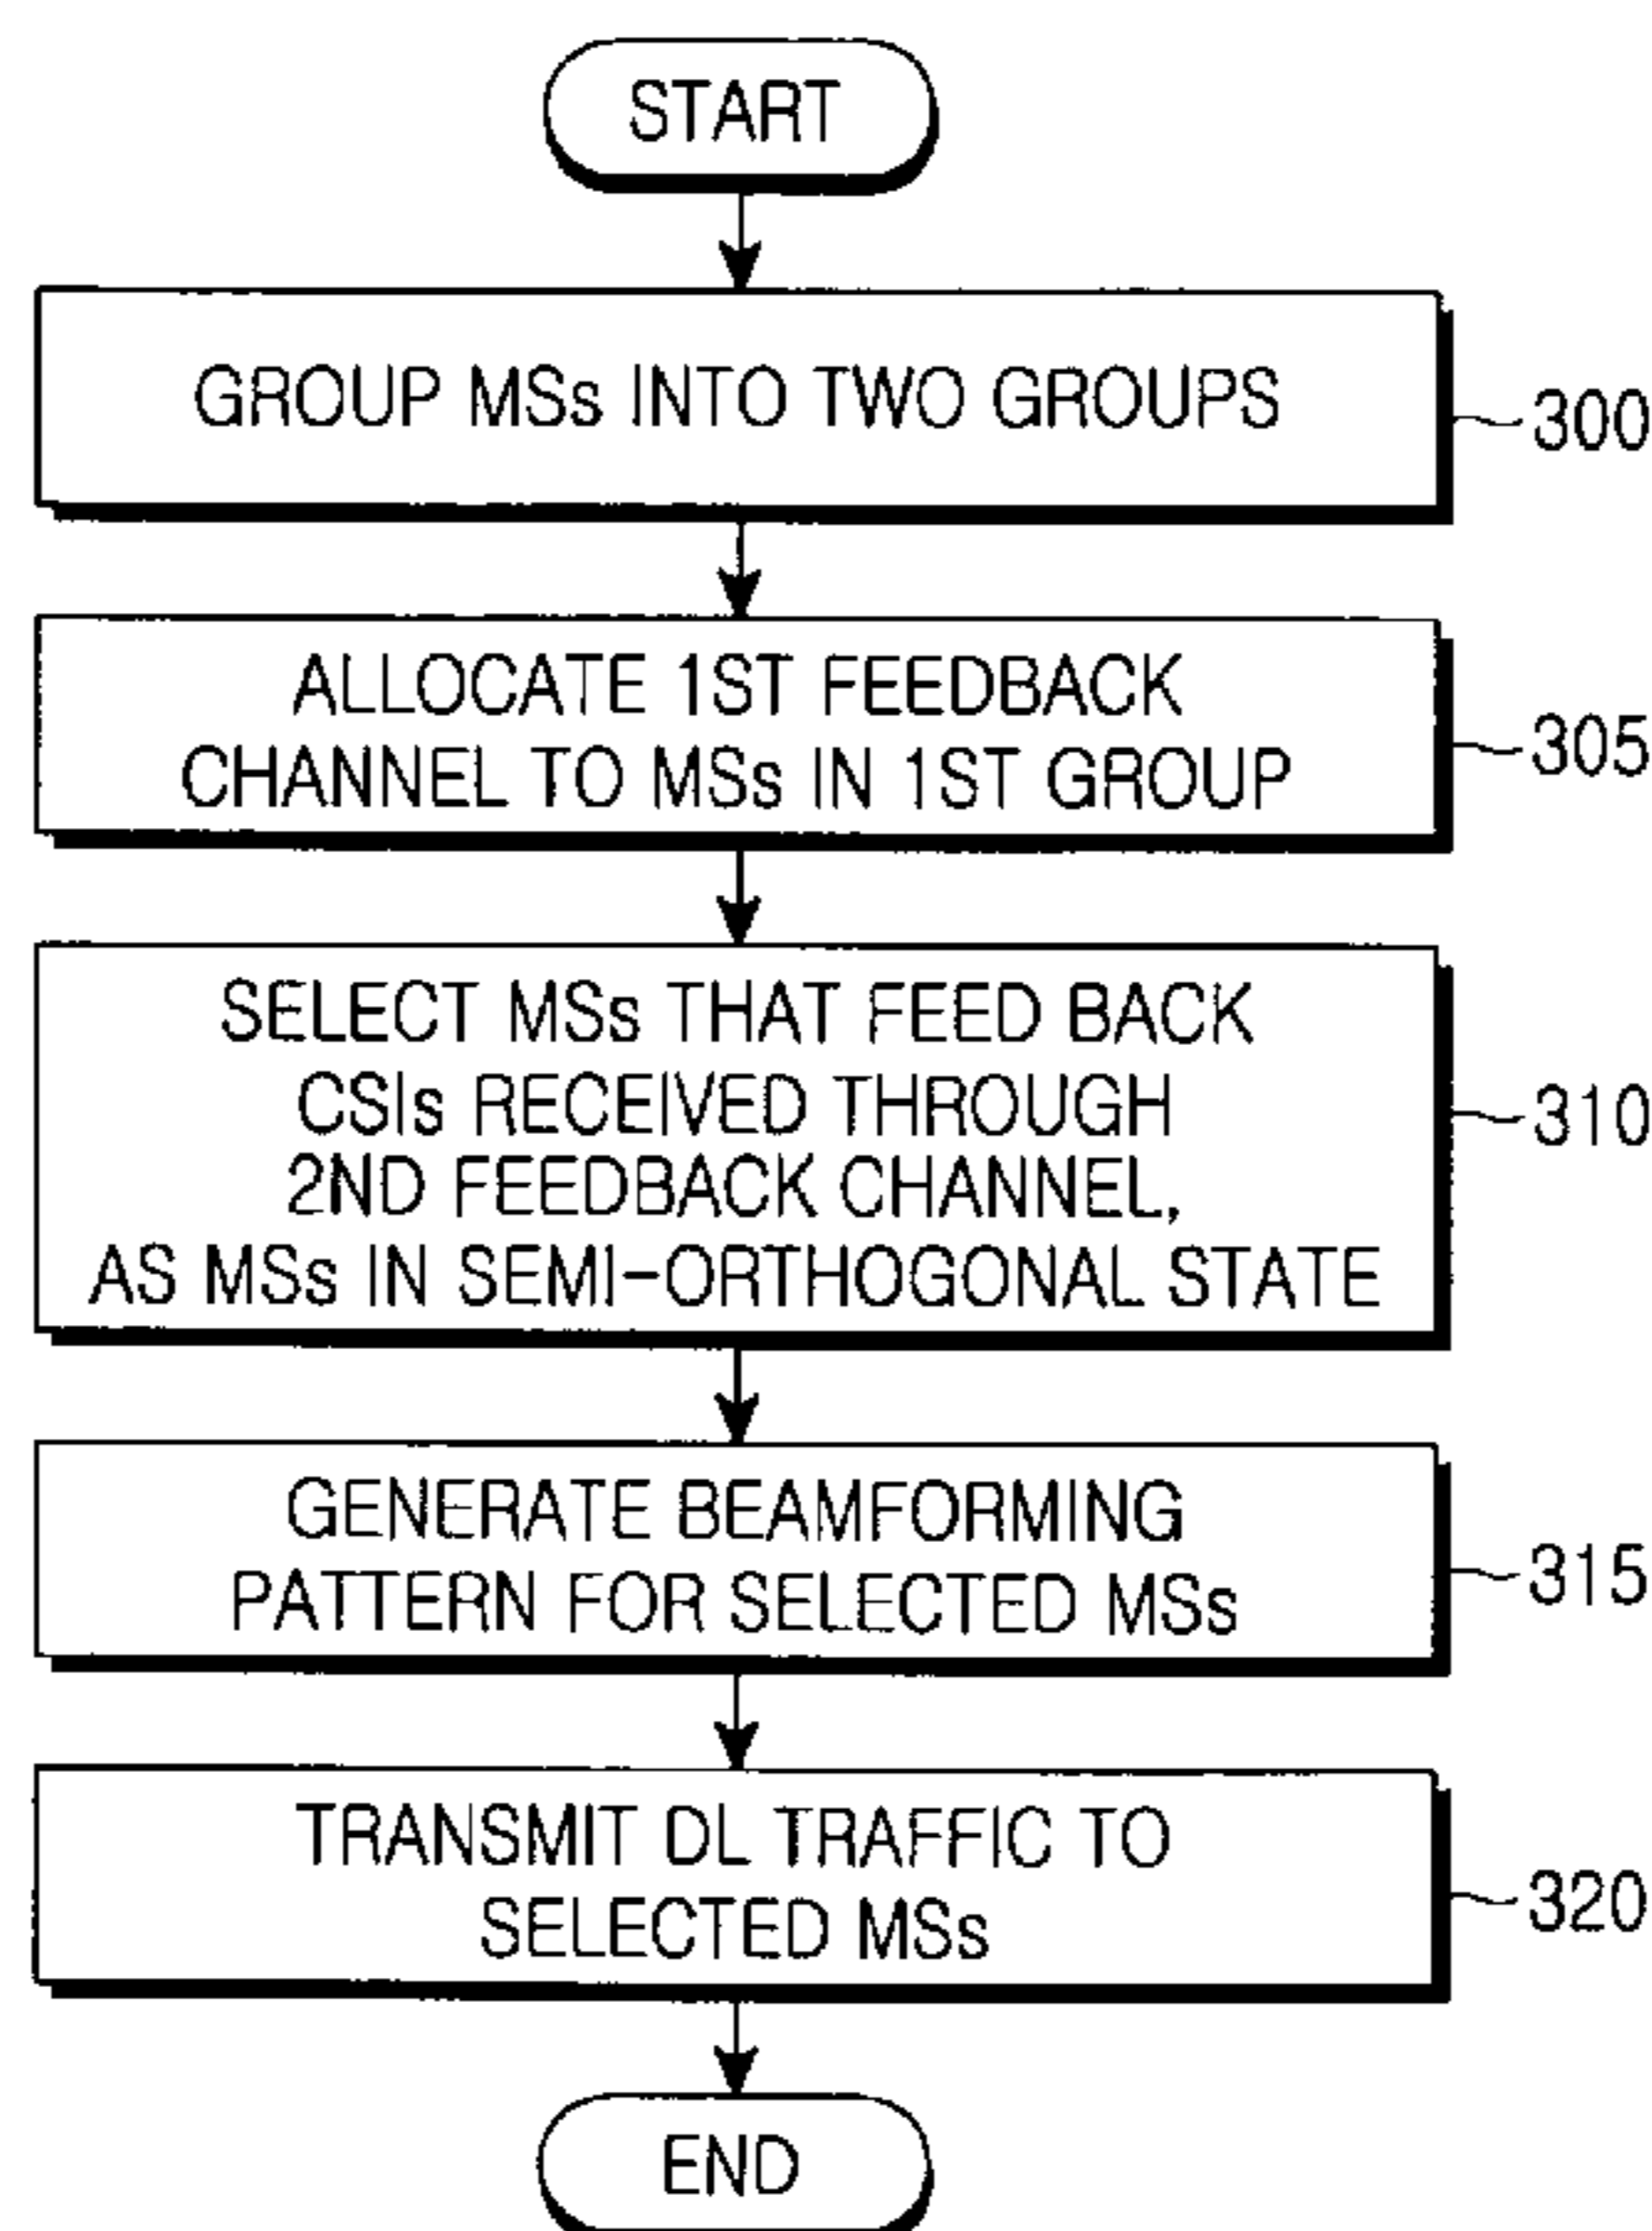 START
GROUP MSs INTO TWO GROUPS
300
ALLOCATE 1ST FEEDBACK
CHANNEL TO MSs IN 1ST GROUP
305
SELECT MSs THAT FEED BACK
CSIs RECEIVED THROUGH
2ND FEEDBACK CHANNEL,
AS MSs IN SEMI-ORTHOGONAL STATE
310
GENERATE BEAMFORMING
PATTERN FOR SELECTED MSs
315
TRANSMIT DL TRAFFIC TO
SELECTED MSs
320
END